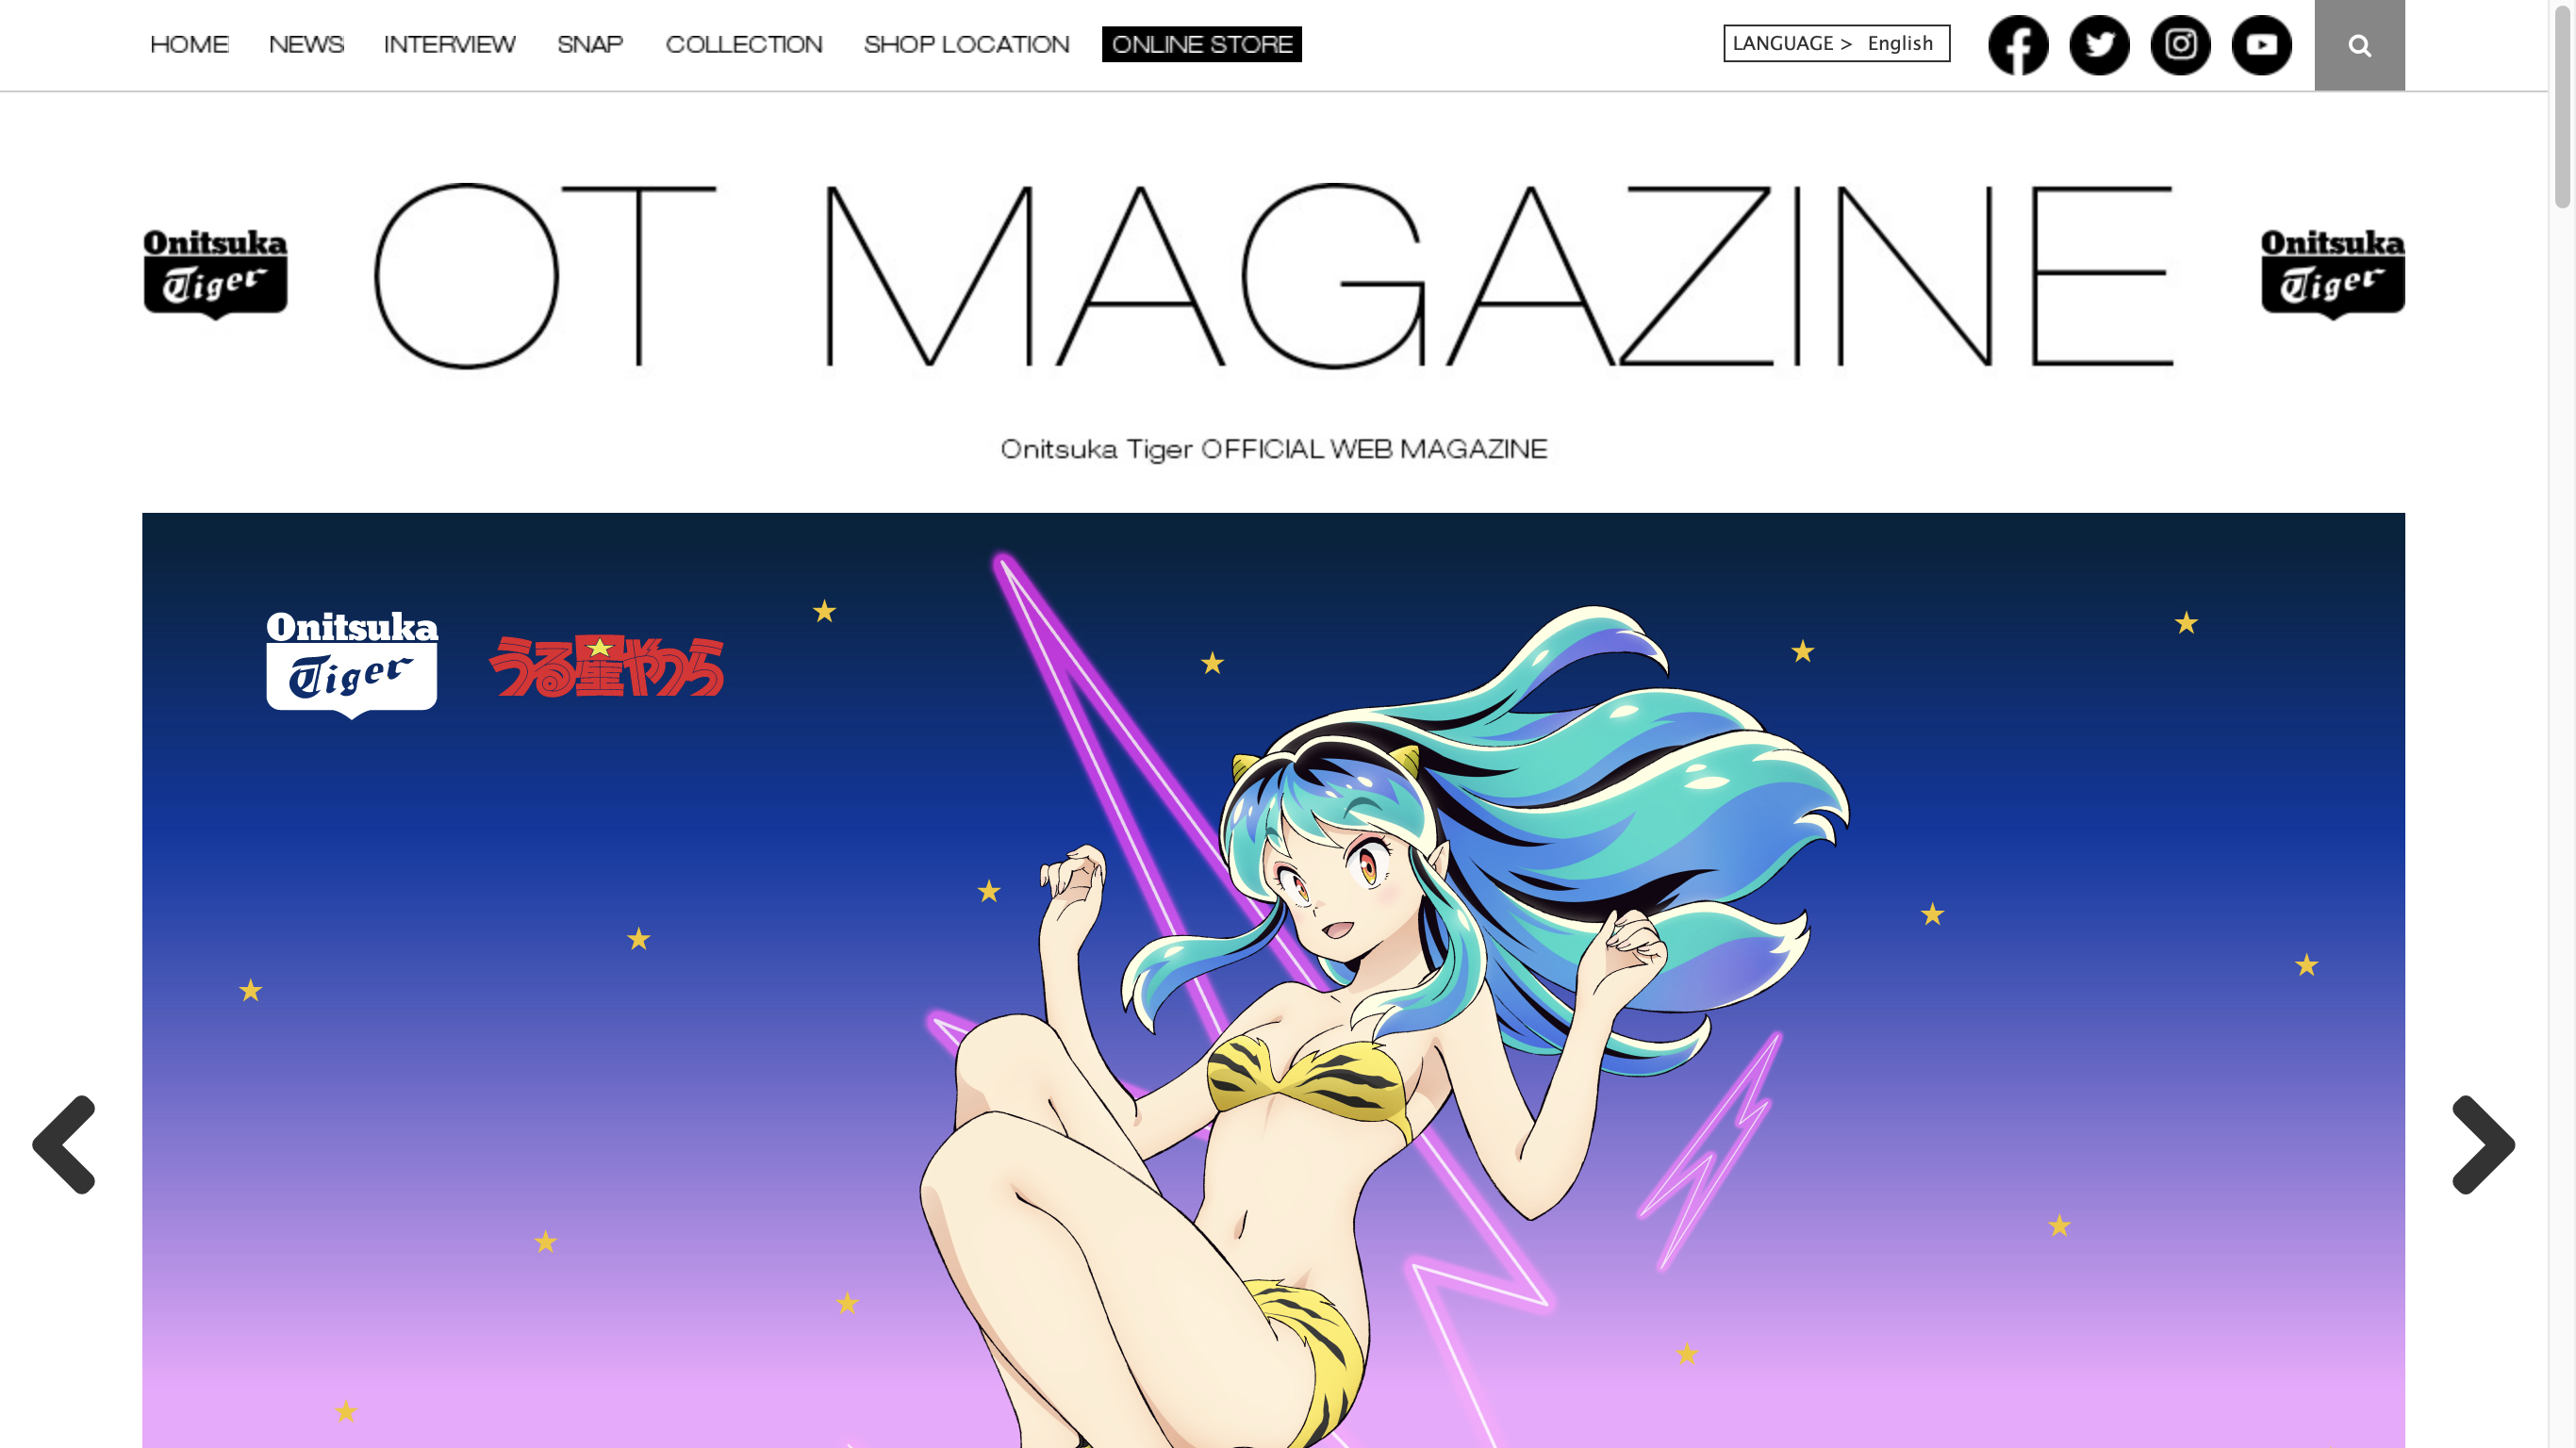 HOME NEWS INTERVIEW SNAP COLLECTION SHOP LOCATION ONLINE STORE LANGUAGE > English
Onitsuka
Tiger
OT MAGAZINE
Onitsuka
Tiger
Onitsuka Tiger OFFICIAL WEB MAGAZINE
Onitsuka
Tiger
うる星やつら